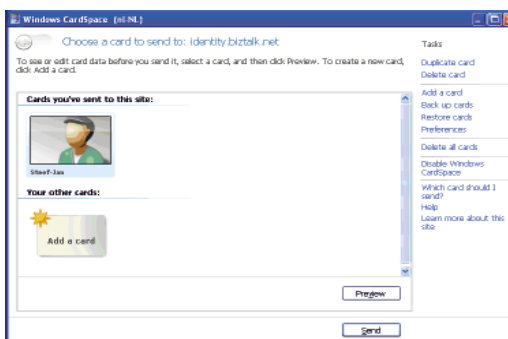 Windows CardSpace (nl-NL)
Choose a card to send to: identity.biztalk.net
To see or edit card data before you send it, select a card, and then click Preview. To create a new card,
click Add a card.
Cards you've sent to this site:
Steef-Jan
Your other cards:
Add a card
Preview
Send
Tasks
Duplicate card
Delete card
Add a card
Back up cards
Restore cards
Preferences
Delete all cards
Disable Windows
CardSpace
Which card should I
send?
Help
Learn more about this
site